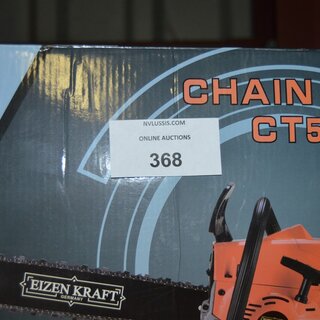 CHAIN
CT5
NVLUSSIS.COM
ONLINE AUCTIONS
368
EIZEN KRAFT
GERMANY